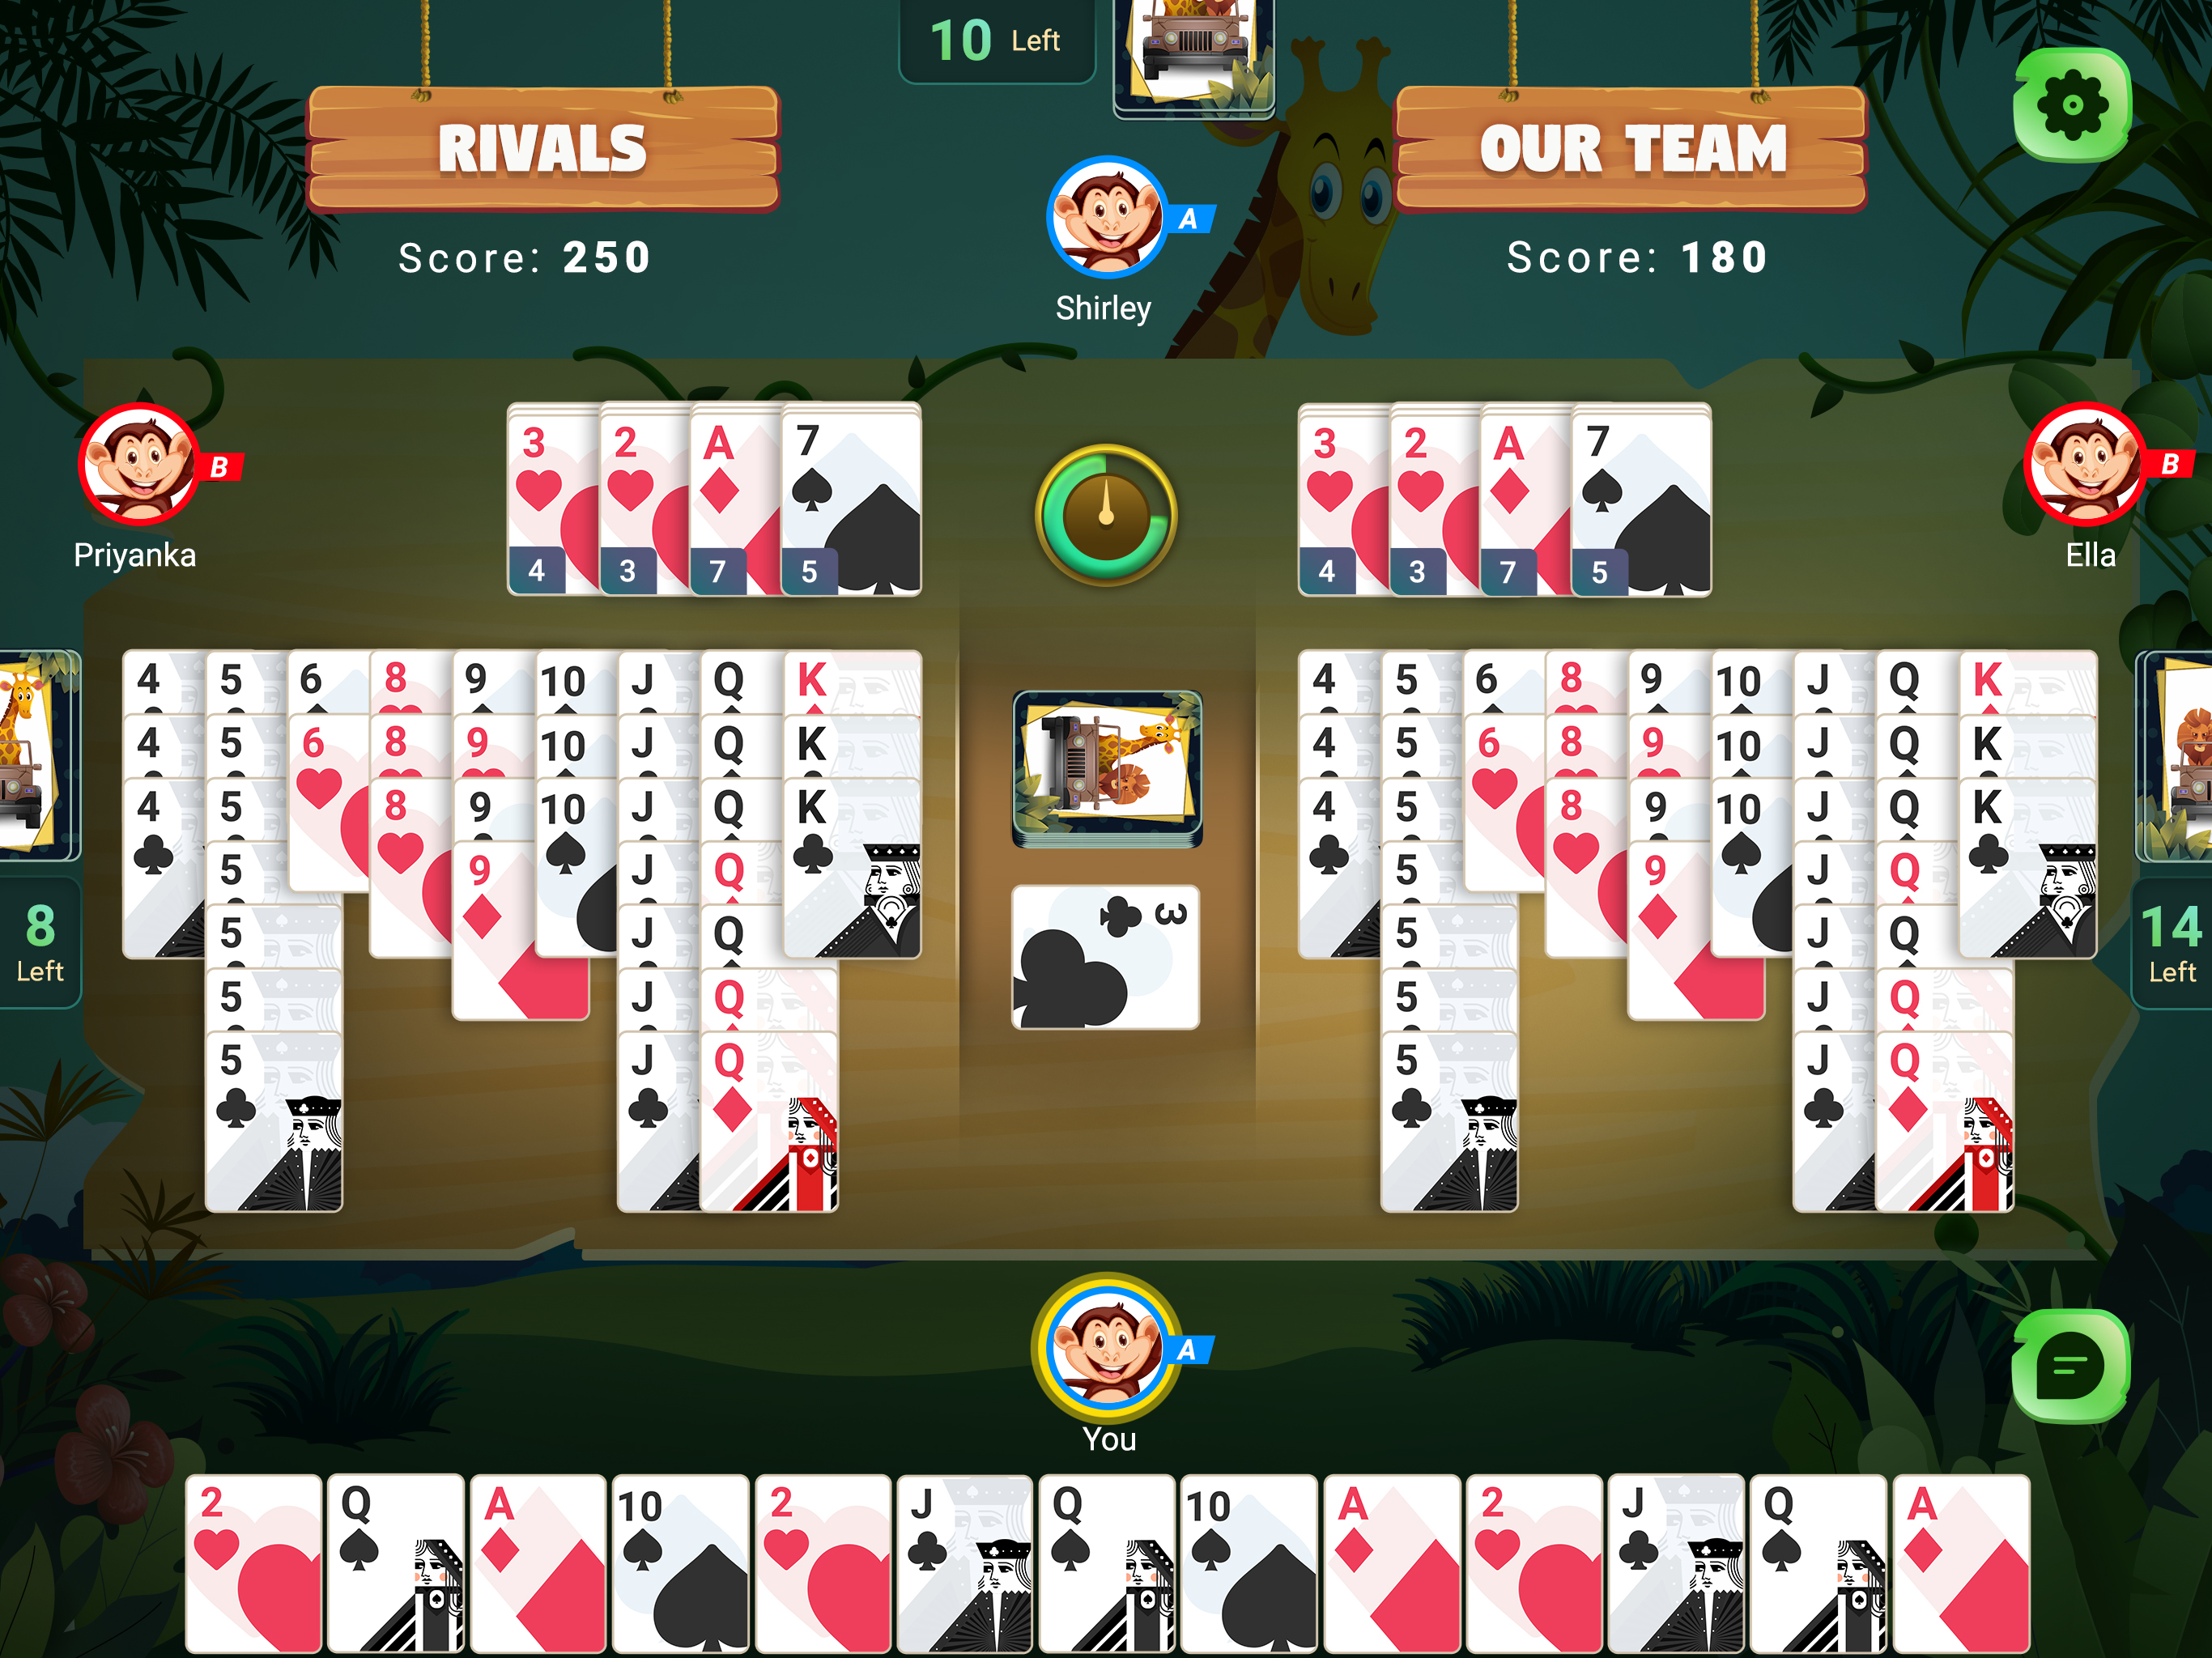 10 Left
RIVALS
OUR TEAM
Score: 250
Score: 180
A
Shirley
B
Priyanka
B
Ella
3 2 A 7
4 3 7 5
3 2 A 7
4 3 7 5
4 5 6 8 9 10 J Q K
4 5 6 8 9 10 J Q K
4 5 8 9 10 J Q K
5 9 J Q
5 J Q
5 J Q
5 J Q
4 5 6 8 9 10 J Q K
4 5 6 8 9 10 J Q K
4 5 8 9 10 J Q K
5 9 J Q
5 J Q
5 J Q
5 J Q
3
8
Left
14
Left
A
You
2 Q A 10 2 J Q 10 A 2 J Q A